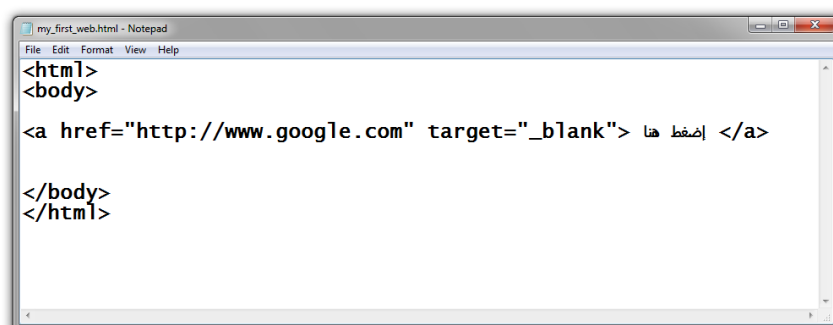 my_first_web.html - Notepad
File Edit Format View Help
<html>
<body>
<a href="http://www.google.com" target="_blank"> إضغط هنا </a>
</body>
</html>